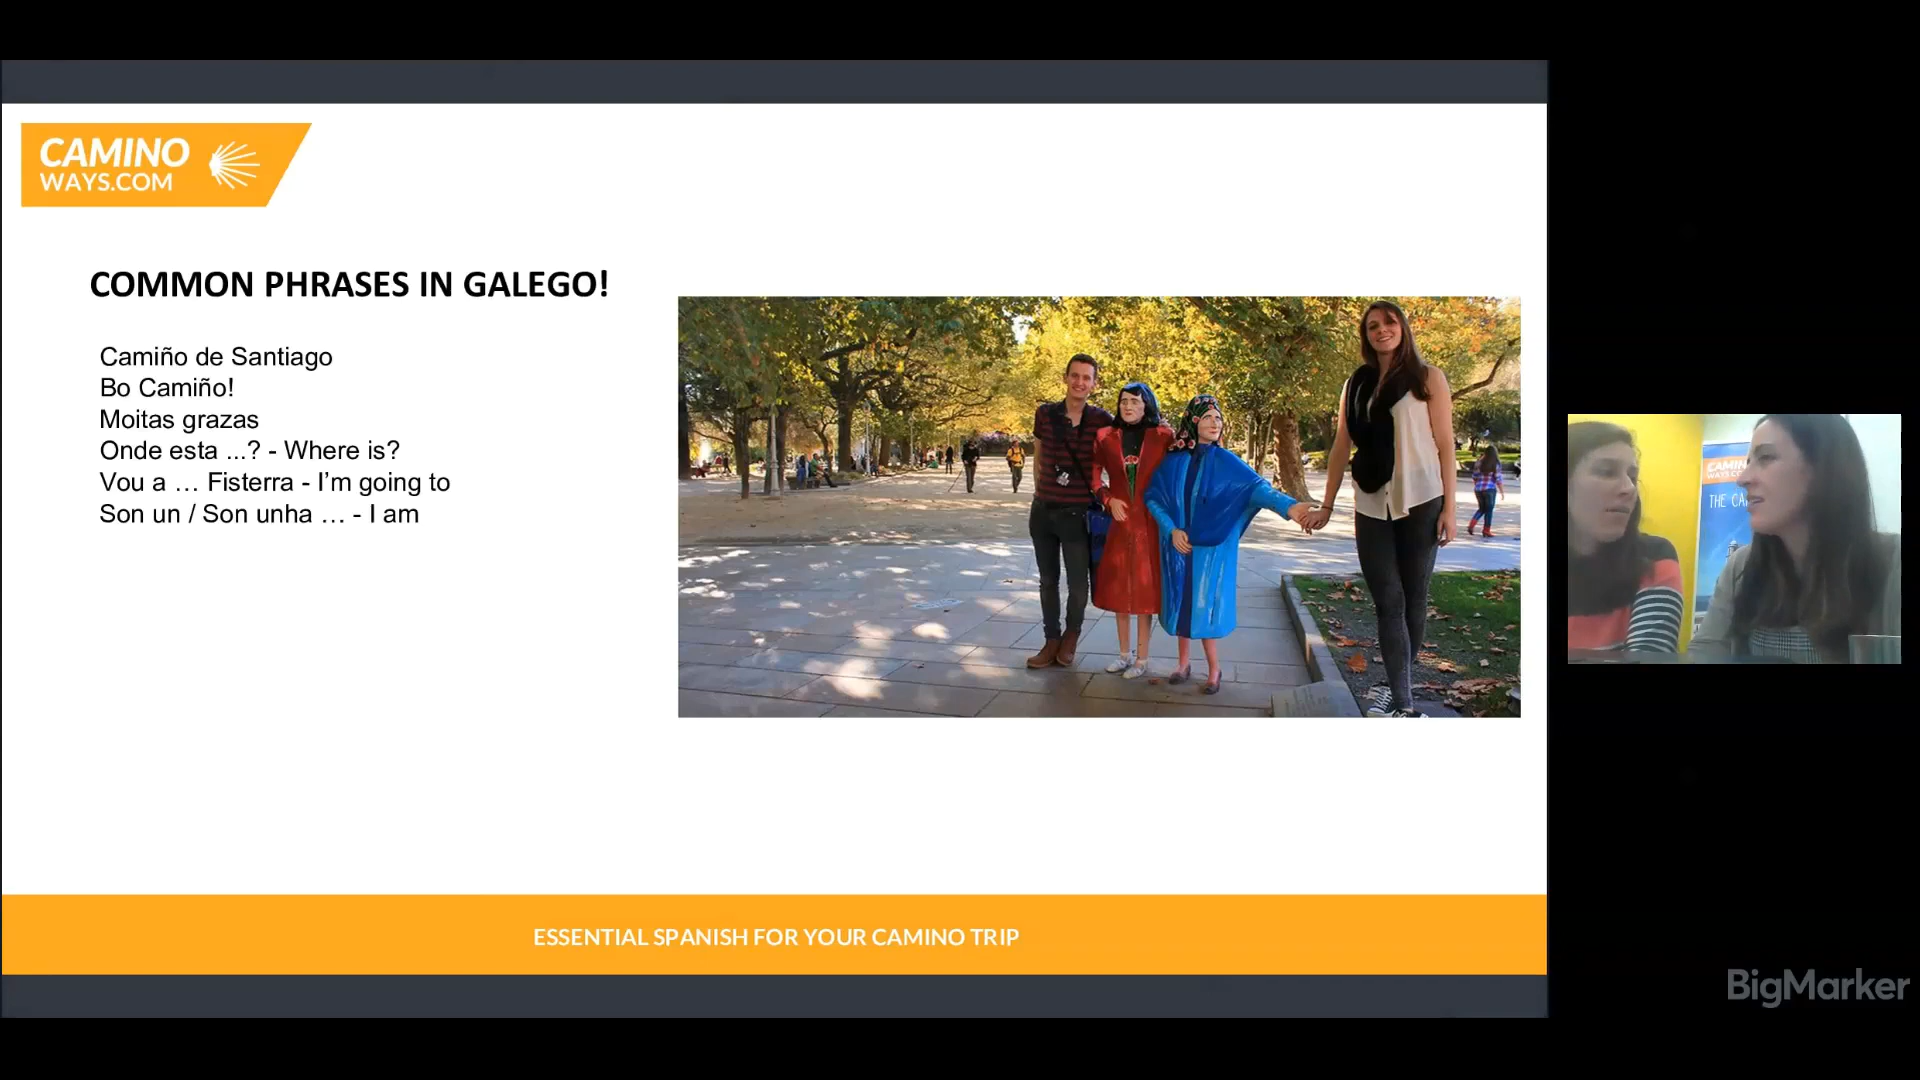 CAMINO
WAYS.COM
COMMON PHRASES IN GALEGO!
Camiño de Santiago
Bo Camiño!
Moitas grazas
Onde esta ...? - Where is?
Vou a … Fisterra - I’m going to
Son un / Son unha … - I am
ESSENTIAL SPANISH FOR YOUR CAMINO TRIP
THE
BigMarker